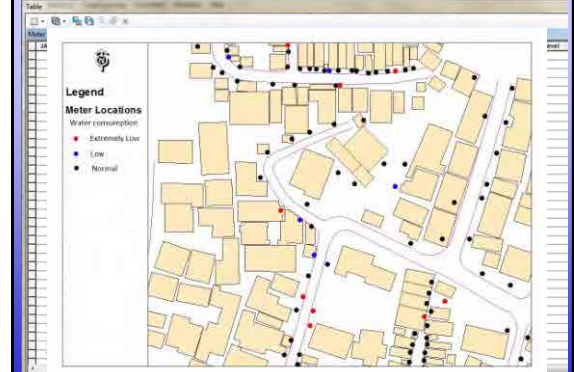 Table
Meter
Legend
Meter Locations
Water consumption
Extremely Low
Low
Normal